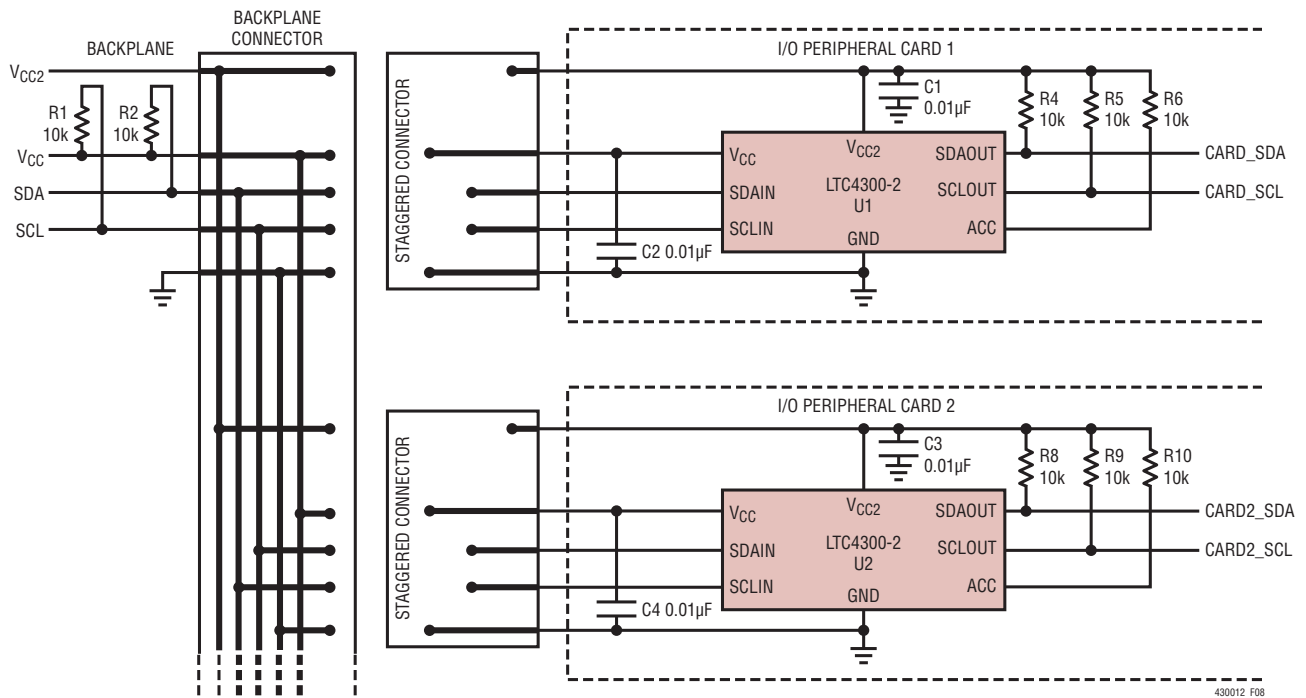 BACKPLANE
BACKPLANE
CONNECTOR
VCC2
R1
10k
R2
10k
VCC
SDA
SCL
STAGGERED CONNECTOR
I/O PERIPHERAL CARD 1
C1
0.01µF
R4
10k
R5
10k
R6
10k
VCC
VCC2
SDAOUT
CARD_SDA
SDAIN
LTC4300-2
U1
SCLOUT
CARD_SCL
SCLIN
ACC
GND
C2 0.01µF
STAGGERED CONNECTOR
I/O PERIPHERAL CARD 2
C3
0.01µF
R8
10k
R9
10k
R10
10k
VCC
VCC2
SDAOUT
CARD2_SDA
SDAIN
LTC4300-2
U2
SCLOUT
CARD2_SCL
SCLIN
ACC
GND
C4 0.01µF
430012 F08